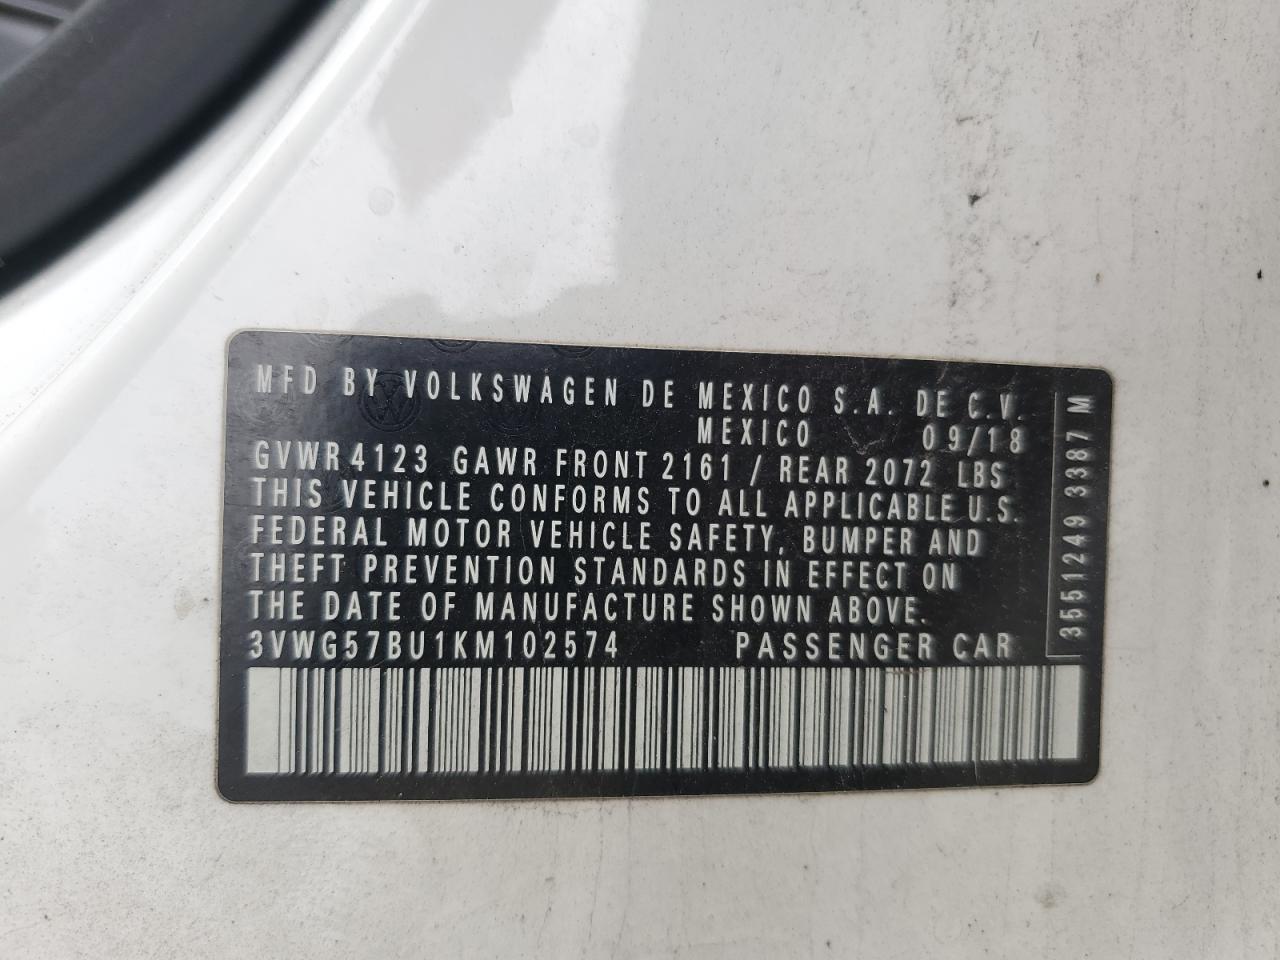 MFD BY VOLKSWAGEN DE MEXICO S.A. DE C.V.
MEXICO 09/18
GVWR 4123 GAWR FRONT 2161 / REAR 2072 LBS
THIS VEHICLE CONFORMS TO ALL APPLICABLE U.S.
FEDERAL MOTOR VEHICLE SAFETY, BUMPER AND
THEFT PREVENTION STANDARDS IN EFFECT ON
THE DATE OF MANUFACTURE SHOWN ABOVE.
3VWG57BU1KM102574 PASSENGER CAR
3551249 3387 M